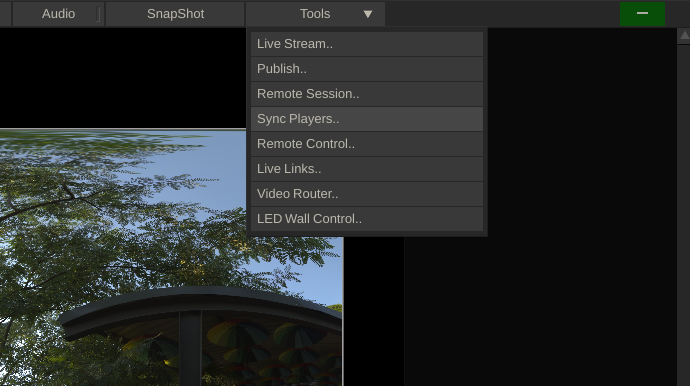 Audio
SnapShot
Tools
Live Stream..
Publish..
Remote Session..
Sync Players..
Remote Control..
Live Links..
Video Router..
LED Wall Control..